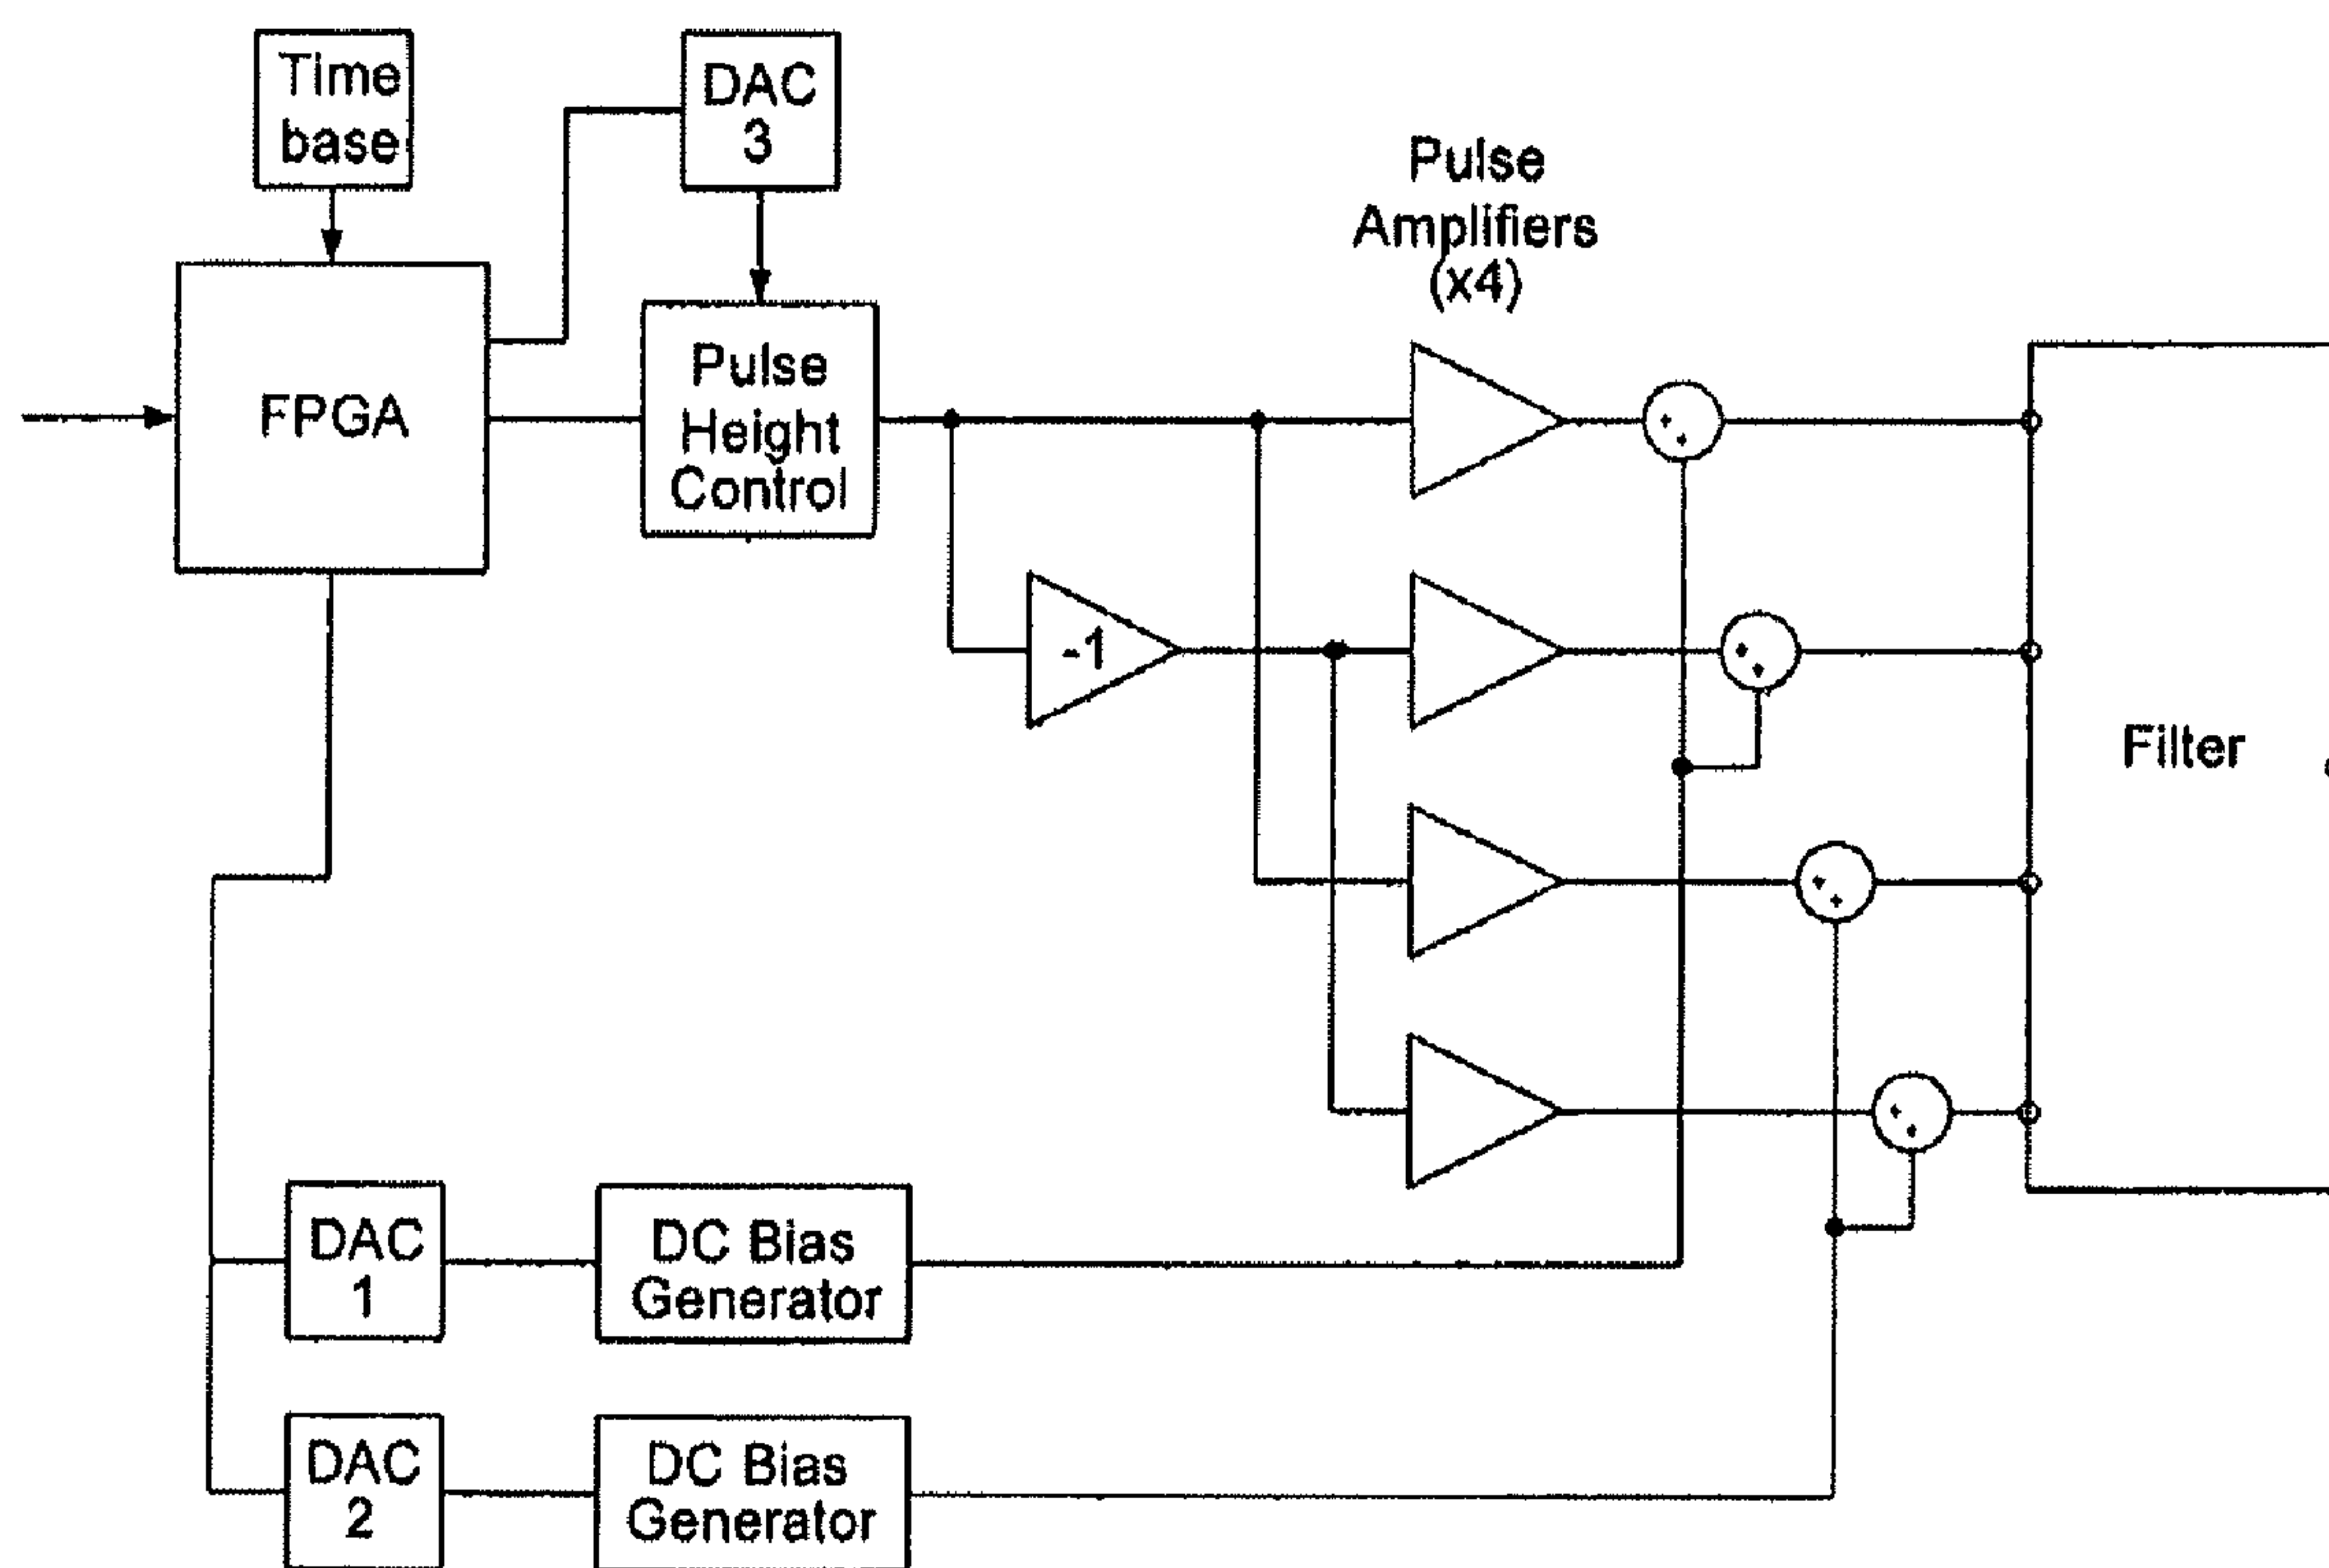 Time
base
DAC
3
Pulse
Amplifiers
(x4)
FPGA
Pulse
Height
Control
-1
Filter
DAC
1
DC Bias
Generator
DAC
2
DC Bias
Generator